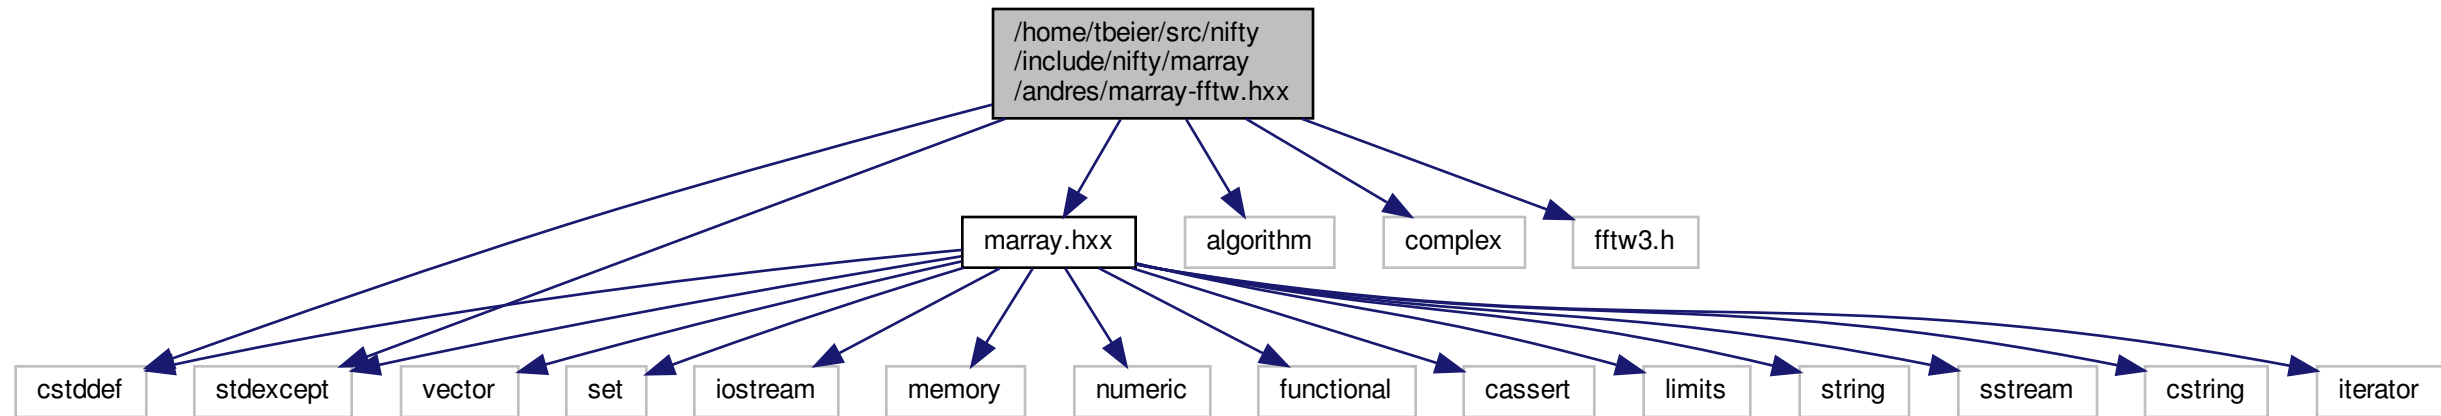 /home/tbeier/src/nifty
/include/nifty/marray
/andres/marray-fftw.hxx
marray.hxx
algorithm
complex
fftw3.h
cstddef
stdexcept
vector
set
iostream
memory
numeric
functional
cassert
limits
string
sstream
cstring
iterator